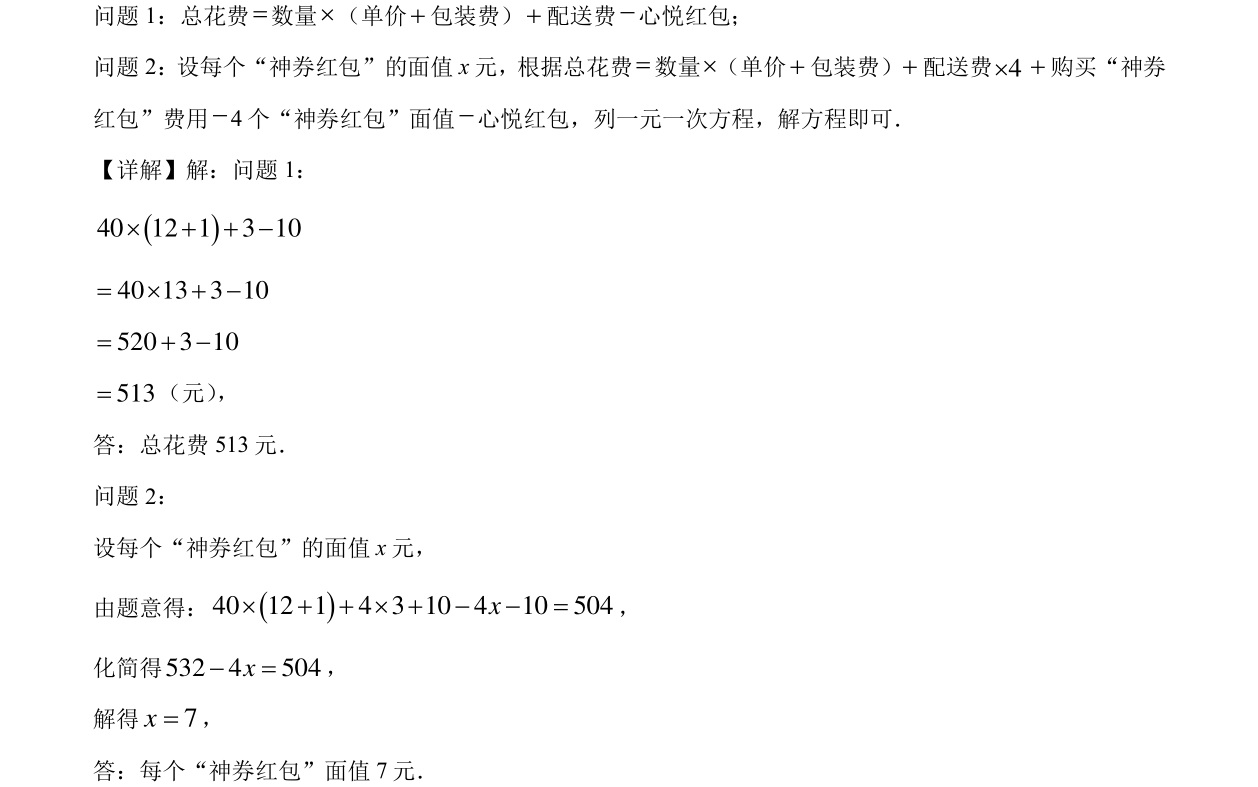 问题 1：总花费＝数量×（单价＋包装费）＋配送费－心悦红包；
问题 2：设每个“神券红包”的面值 x 元，根据总花费＝数量×（单价＋包装费）＋配送费×4 ＋购买“神券
红包”费用－4 个“神券红包”面值－心悦红包，列一元一次方程，解方程即可．
【详解】解：问题 1：
40×(12+1)+3−10
=40×13+3−10
=520+3−10
=513（元），
答：总花费 513 元．
问题 2：
设每个“神券红包”的面值 x 元，
由题意得：40×(12+1)+4×3+10−4x−10=504，
化简得532−4x=504，
解得 x=7，
答：每个“神券红包”面值 7 元．